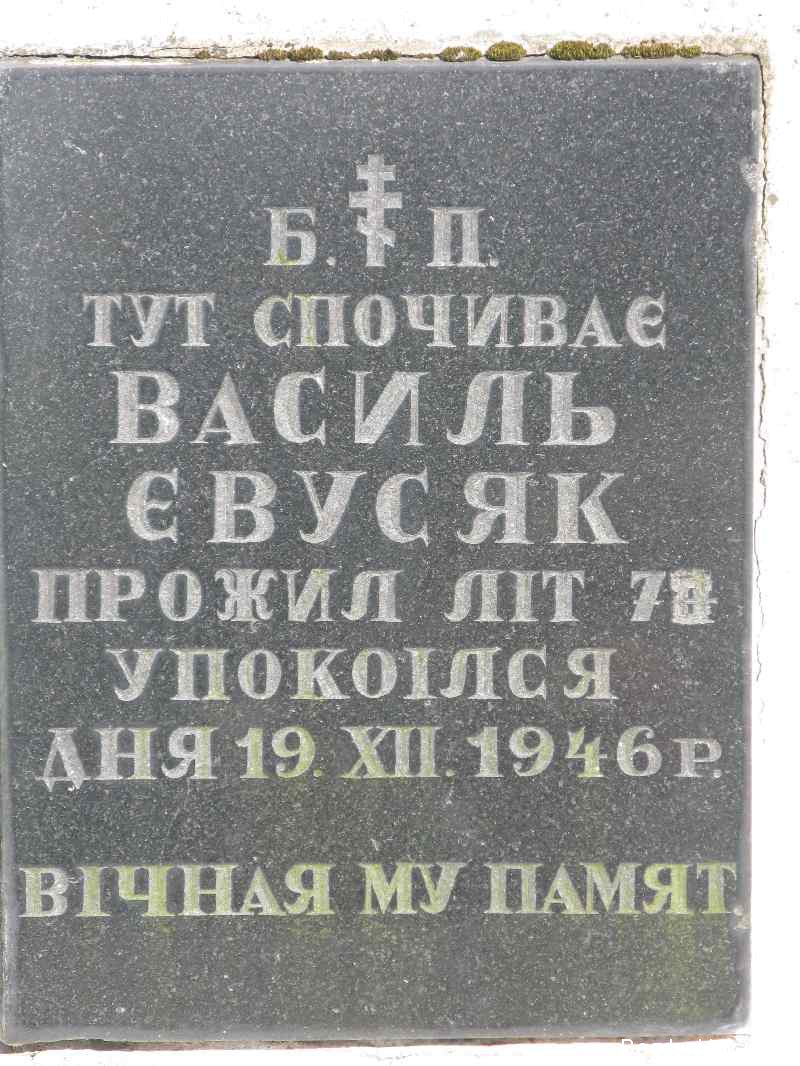 Б. ☦ П.
ТУТ СПОЧИВАЄ
ВАСИЛЬ
ЄВУСЯК
ПРОЖИЛ ЛІТ
УПОКОІЛСЯ
ДНЯ 19. XII. 1946 Р.
ВІЧНАЯ МУ ПАМЯТ